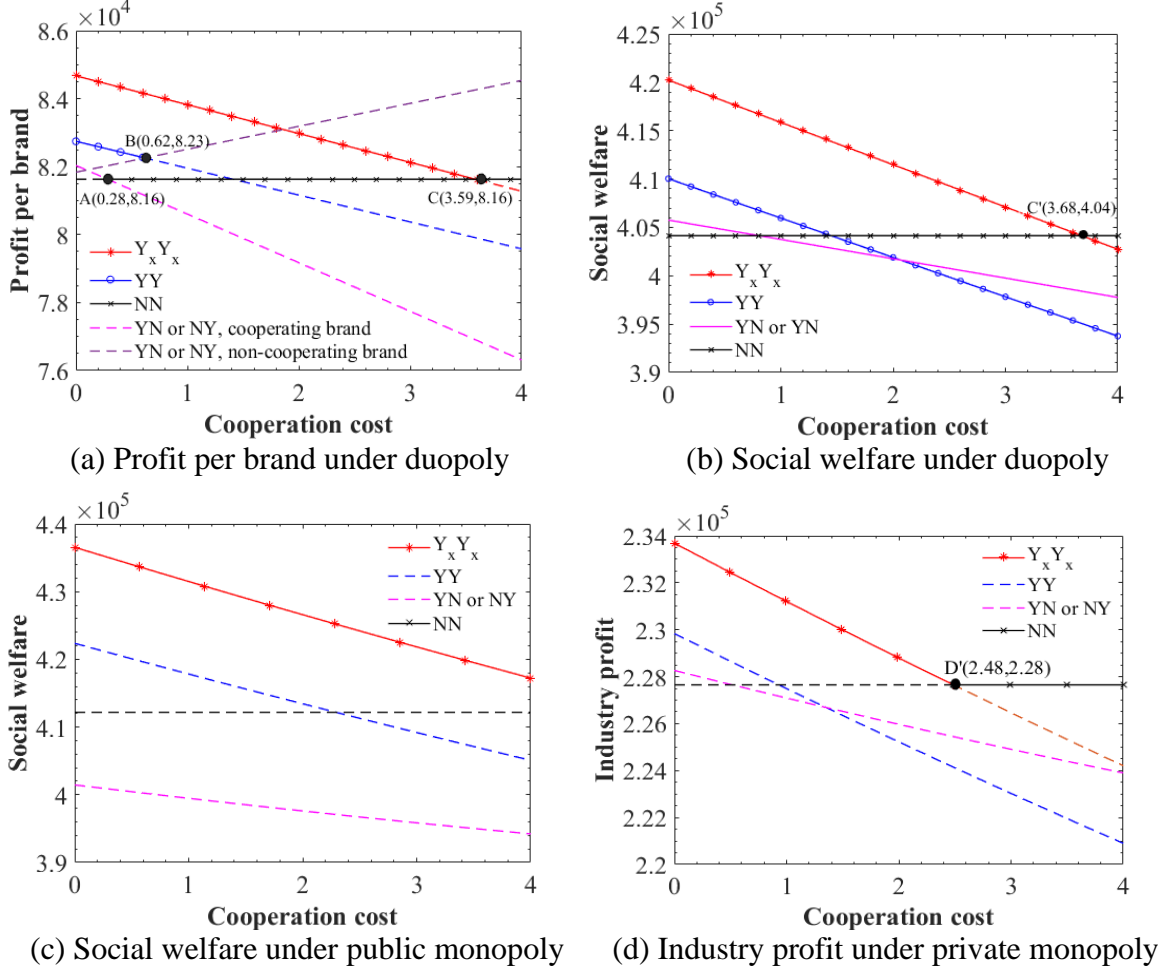 ×10⁴
8.6
8.4
8.2
8
7.8
7.6
Profit per brand
B(0.62,8.23)
A(0.28,8.16)
C(3.59,8.16)
YₓYₓ
YY
NN
YN or NY, cooperating brand
YN or NY, non-cooperating brand
0 1 2 3 4
Cooperation cost
(a) Profit per brand under duopoly
×10⁵
4.25
4.2
4.15
4.1
4.05
4
3.95
3.9
Social welfare
C'(3.68,4.04)
YₓYₓ
YY
YN or YN
NN
0 1 2 3 4
Cooperation cost
(b) Social welfare under duopoly
×10⁵
4.4
4.3
4.2
4.1
4.0
3.9
Social welfare
YₓYₓ
YY
YN or NY
NN
0 1 2 3 4
Cooperation cost
(c) Social welfare under public monopoly
×10⁵
2.34
2.32
2.3
2.28
2.26
2.24
2.22
2.2
Industry profit
YₓYₓ
YY
YN or NY
NN
D'(2.48,2.28)
0 1 2 3 4
Cooperation cost
(d) Industry profit under private monopoly